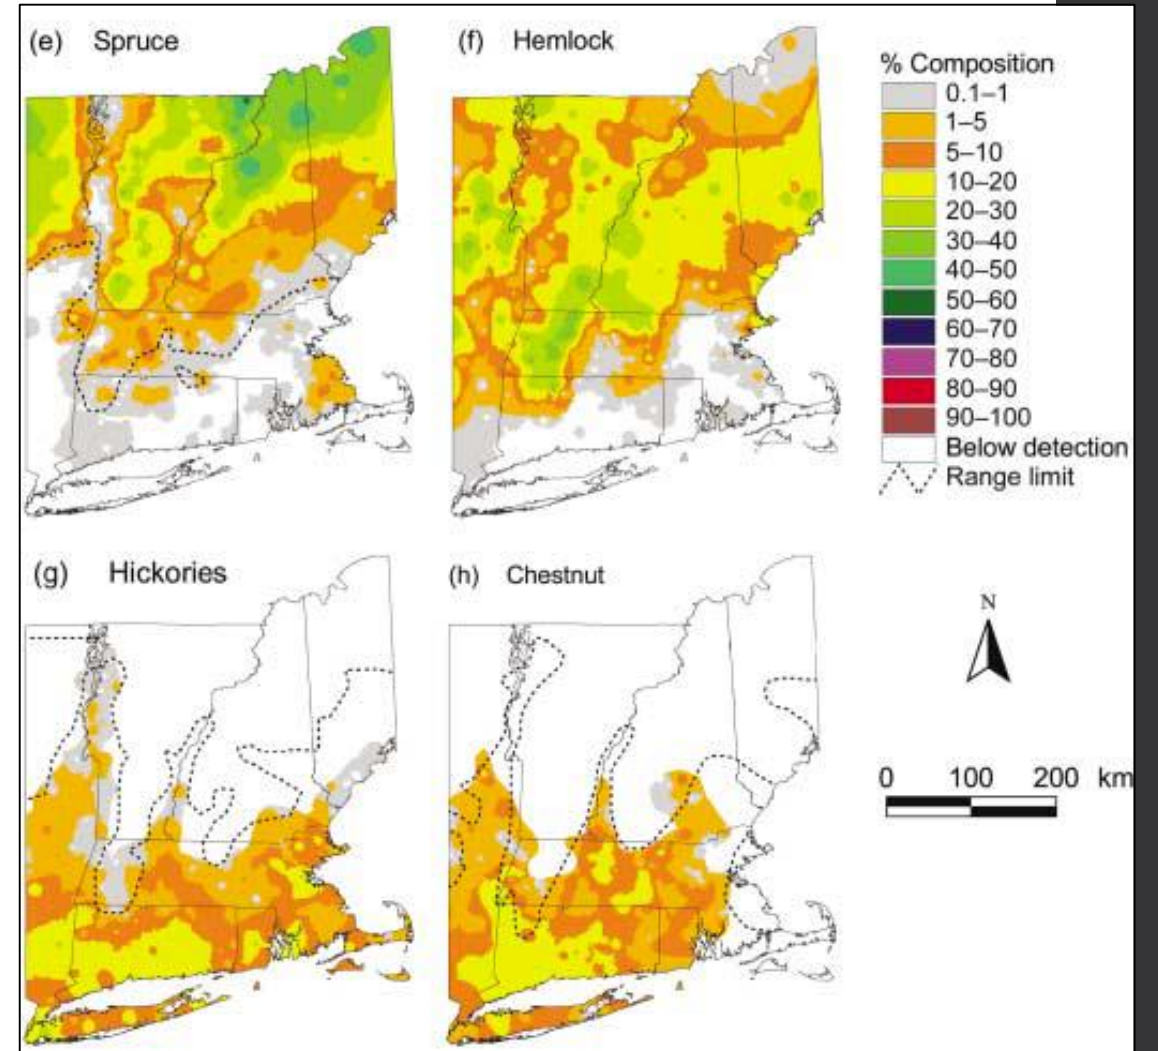 (e) Spruce
(f) Hemlock
% Composition
0.1–1
1–5
5–10
10–20
20–30
30–40
40–50
50–60
60–70
70–80
80–90
90–100
Below detection
Range limit
(g) Hickories
(h) Chestnut
N
0 100 200 km